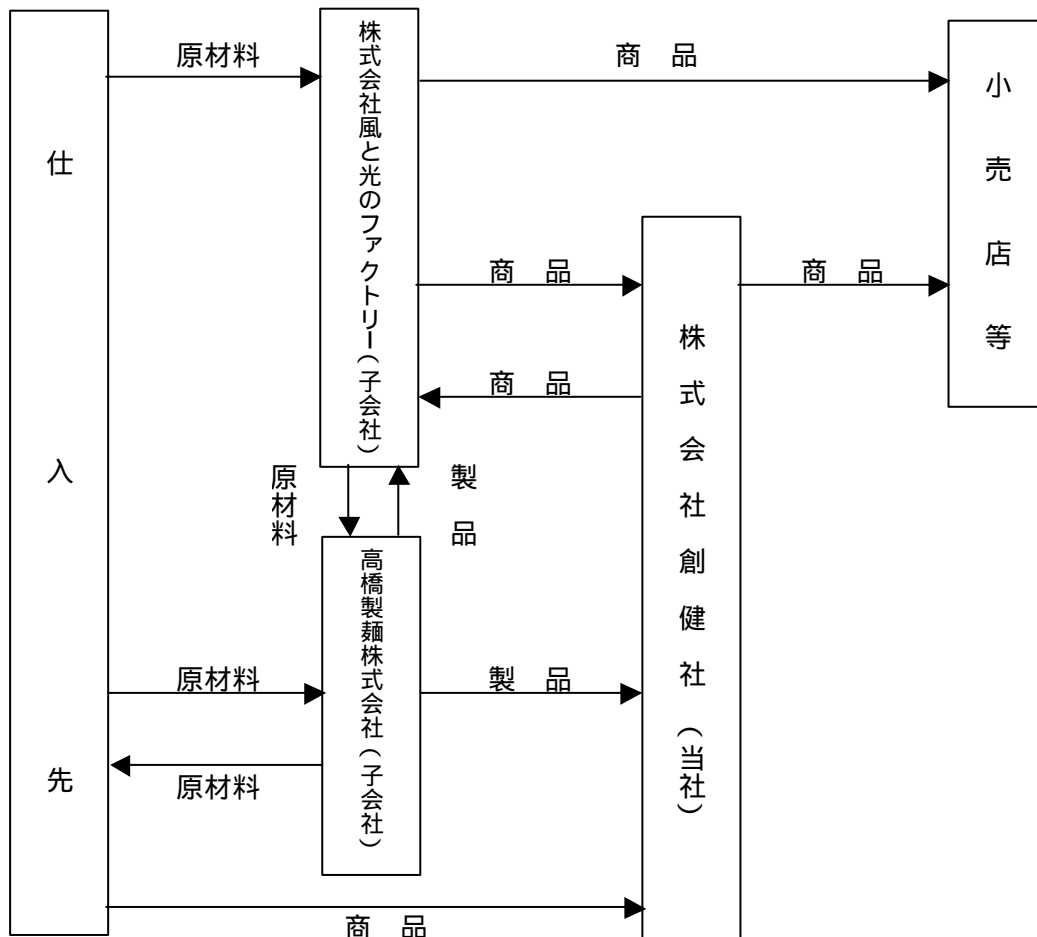 仕入先
原材料
株式会社風と光のファクトリー(子会社)
商 品
小売店等
商 品
商 品
株式会社創健社(当社)
商 品
原材料
製品
高橋製麺株式会社(子会社)
原材料
製 品
原材料
商 品